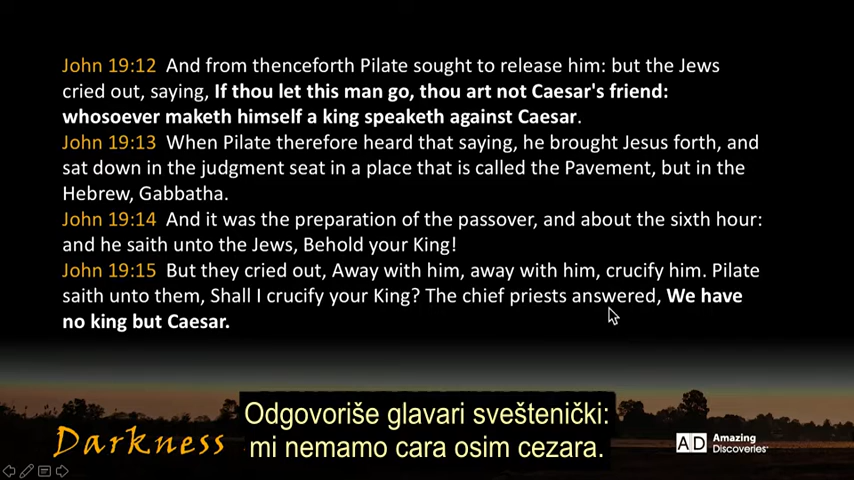 John 19:12 And from thenceforth Pilate sought to release him: but the Jews
cried out, saying, If thou let this man go, thou art not Caesar's friend:
whosoever maketh himself a king speaketh against Caesar.
John 19:13 When Pilate therefore heard that saying, he brought Jesus forth, and
sat down in the judgment seat in a place that is called the Pavement, but in the
Hebrew, Gabbatha.
John 19:14 And it was the preparation of the passover, and about the sixth hour:
and he saith unto the Jews, Behold your King!
John 19:15 But they cried out, Away with him, away with him, crucify him. Pilate
saith unto them, Shall I crucify your King? The chief priests answered, We have
no king but Caesar.
Odgovoriše glavari sveštenički:
mi nemamo cara osim cezara.
Darkness
AD Amazing
Discoveries